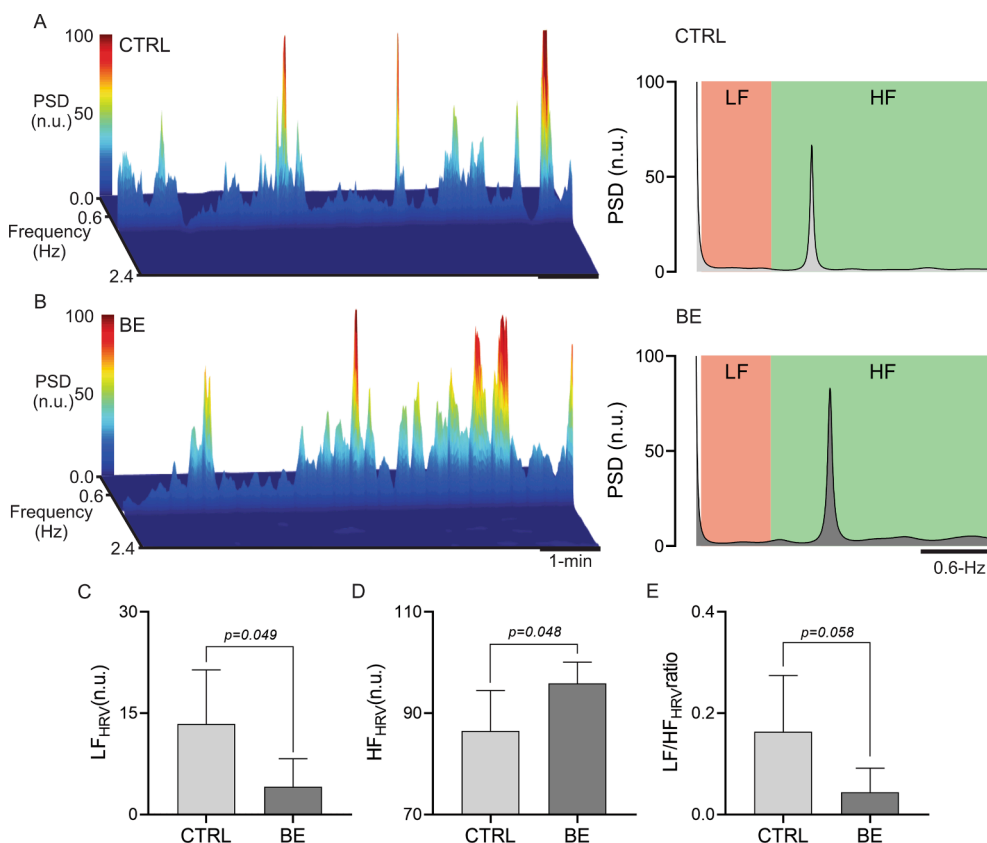 A
CTRL
100
PSD
(n.u.)
50
0.0
0.6
Frequency
(Hz)
2.4
CTRL
100
LF
HF
PSD (n.u.)
50
0
B
BE
100
PSD
(n.u.)
50
0.0
0.6
Frequency
(Hz)
2.4
1-min
BE
100
LF
HF
PSD (n.u.)
50
0
0.6-Hz
C
30
p=0.049
LFHRV(n.u.)
15
0
CTRL
BE
D
110
p=0.048
HFHRV(n.u.)
90
70
CTRL
BE
E
0.4
p=0.058
LF/HFHRVratio
0.2
0.0
CTRL
BE